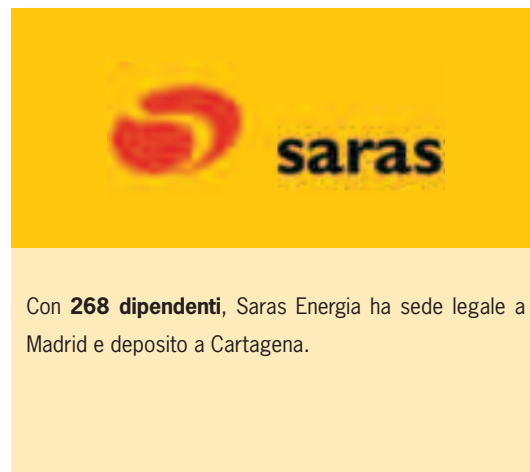 saras
Con 268 dipendenti, Saras Energia ha sede legale a
Madrid e deposito a Cartagena.